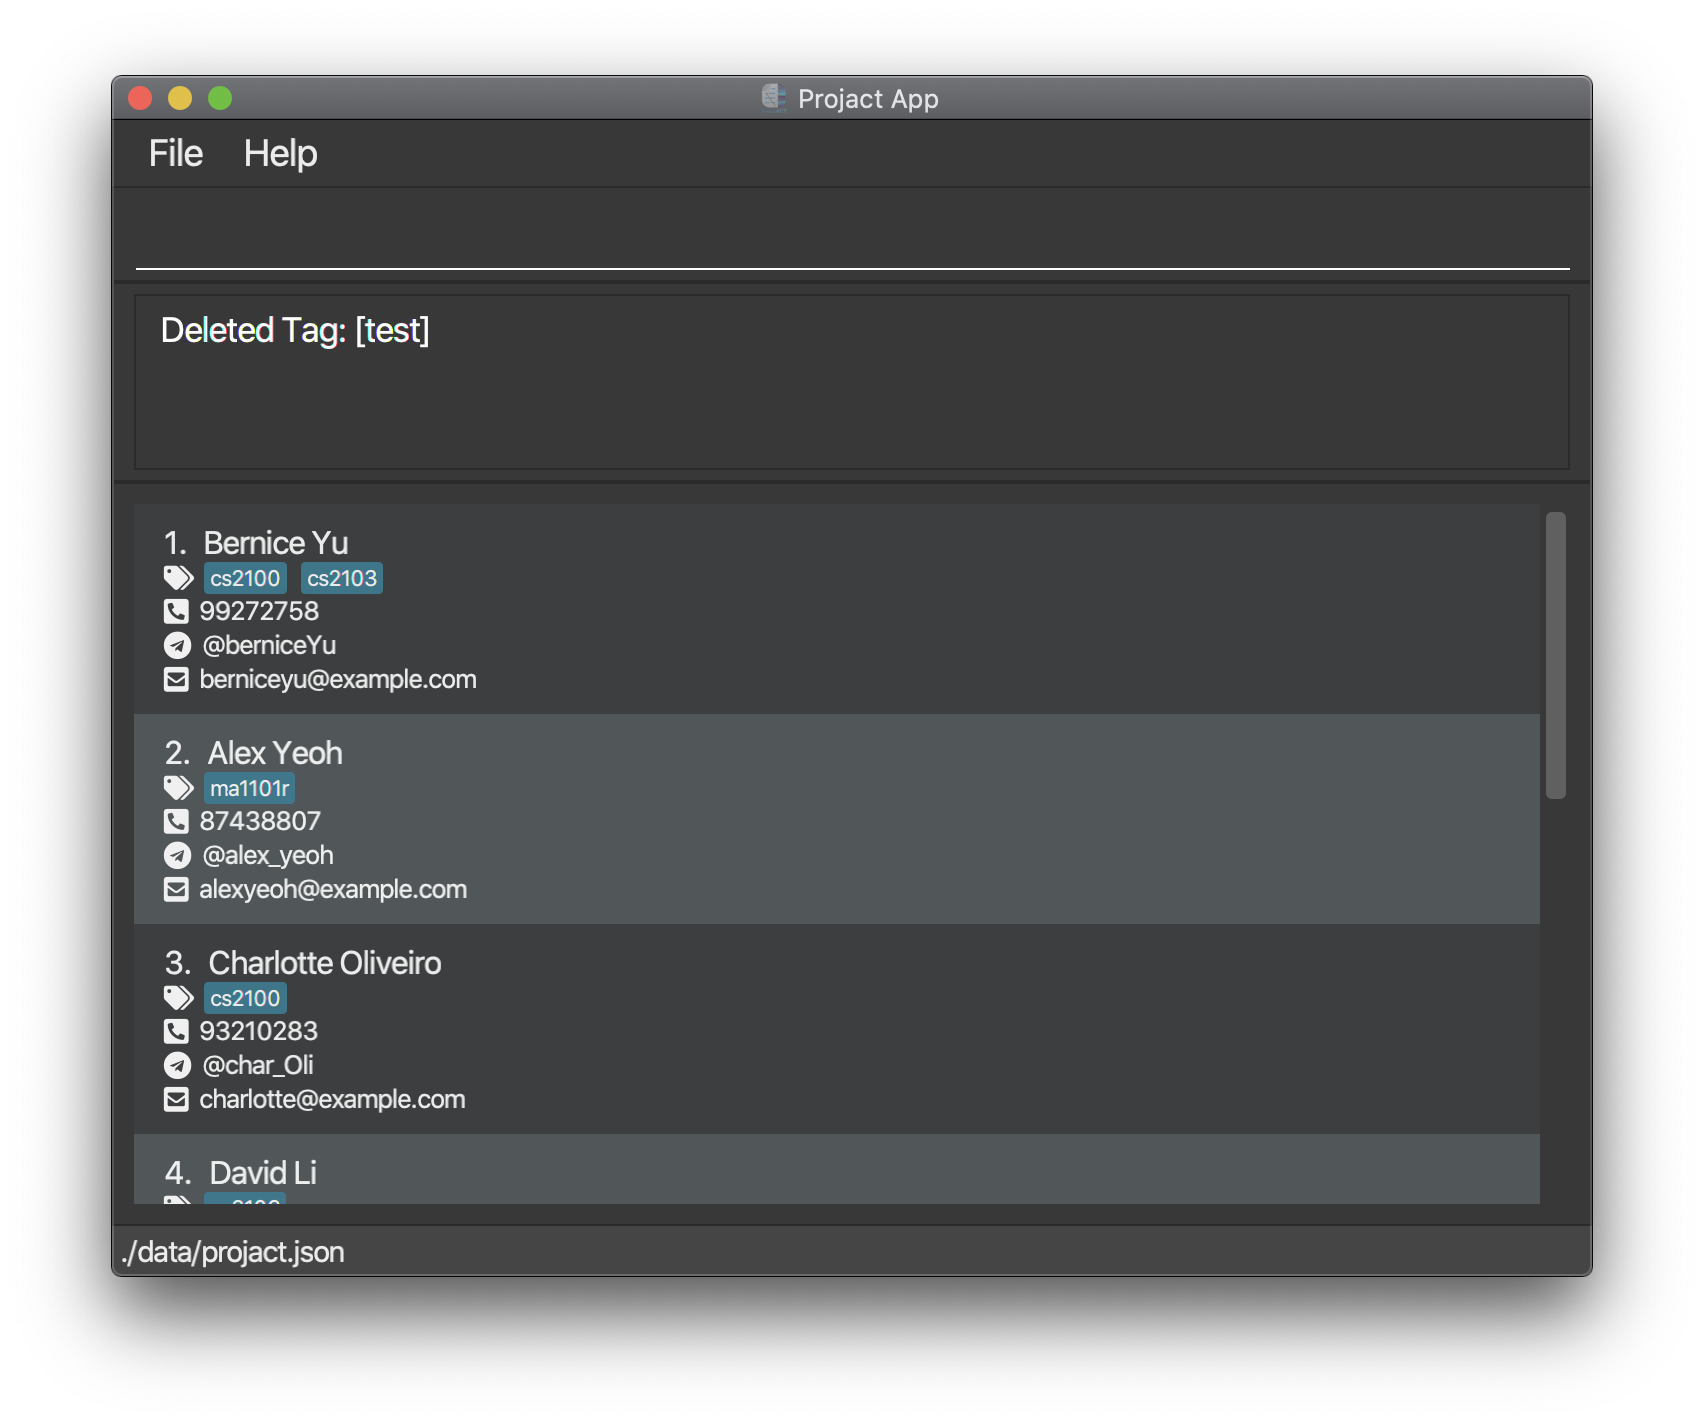 Projact App
File Help
Deleted Tag: [test]
1. Bernice Yu
cs2100 cs2103
99272758
@berniceYu
berniceyu@example.com
2. Alex Yeoh
ma1101r
87438807
@alex_yeoh
alexyeoh@example.com
3. Charlotte Oliveiro
cs2100
93210283
@char_Oli
charlotte@example.com
4. David Li
./data/projact.json